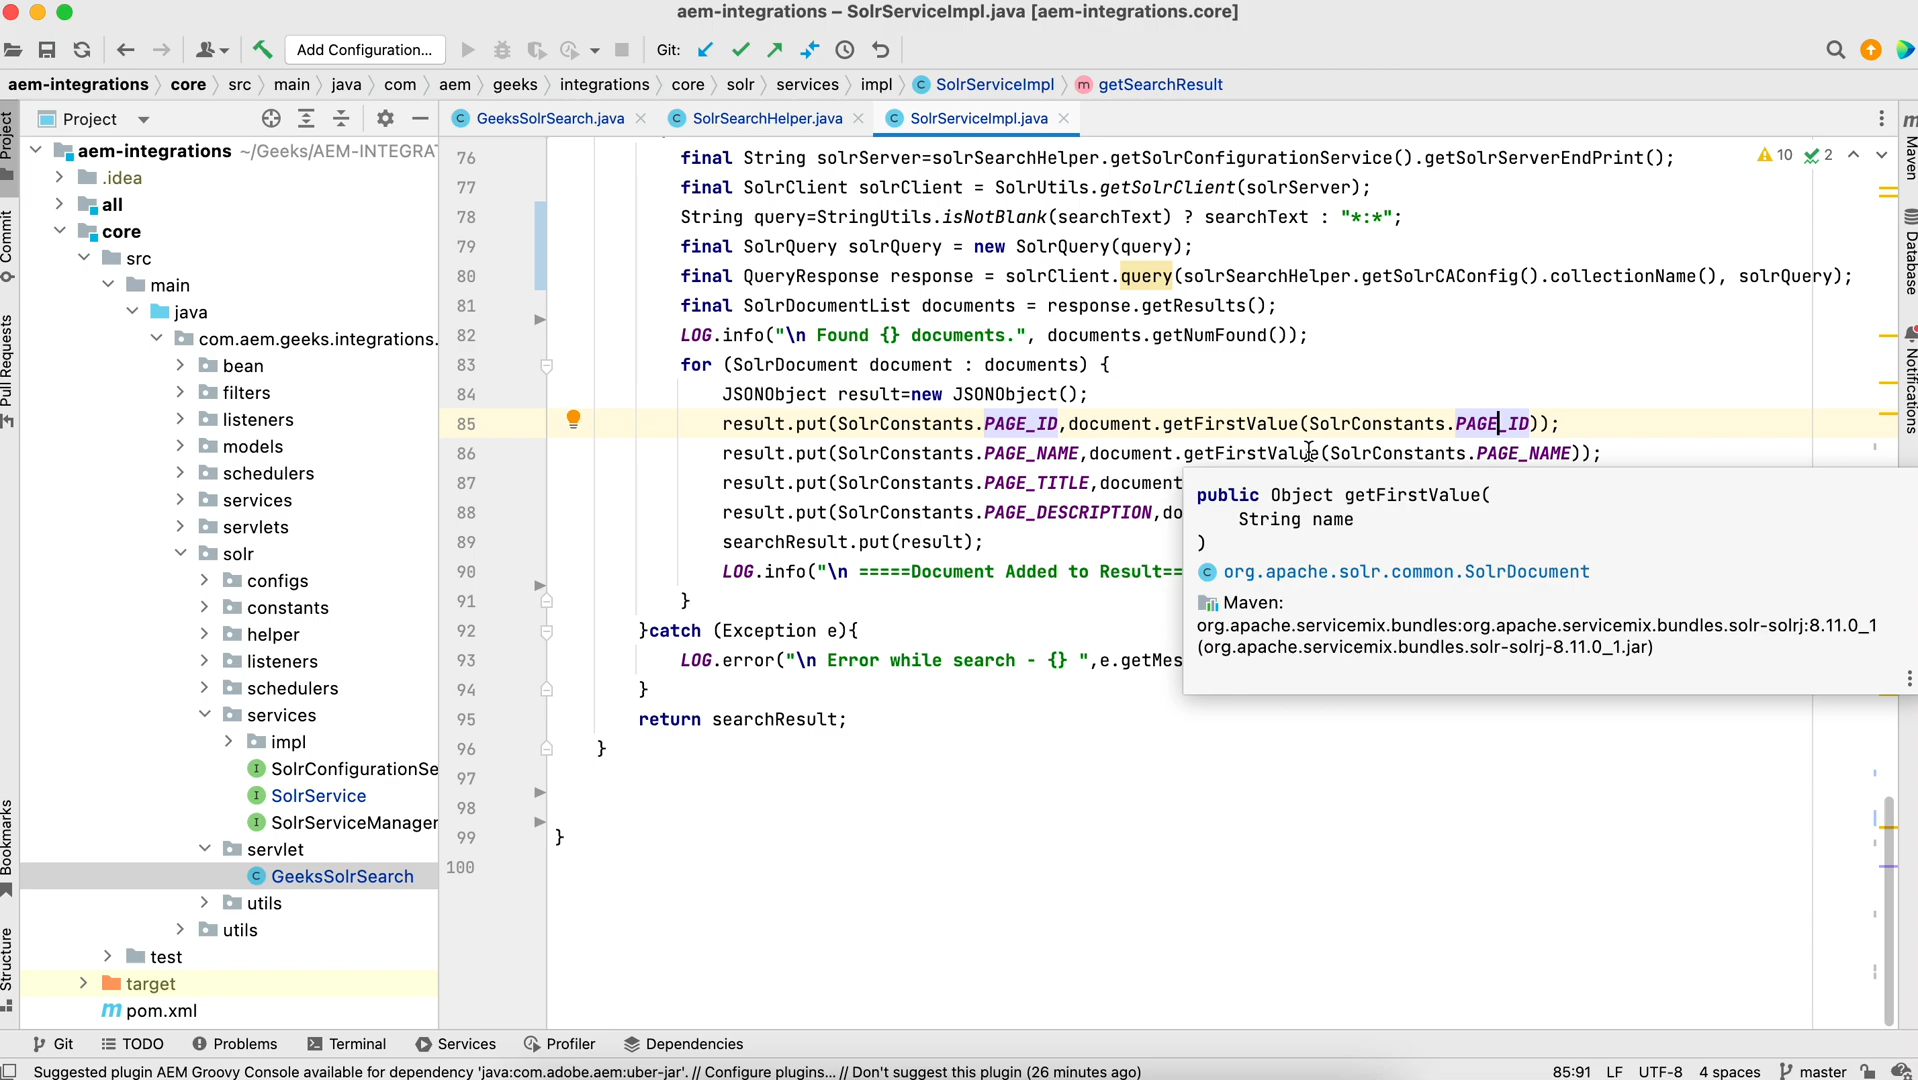 aem-integrations – SolrServiceImpl.java [aem-integrations.core]
Add Configuration...
Git:
aem-integrations core src main java com aem geeks integrations core solr services impl SolrServiceImpl getSearchResult
Project
GeeksSolrSearch.java
SolrSearchHelper.java
SolrServiceImpl.java
Project
Commit
Pull Requests
Bookmarks
Structure
aem-integrations ~/Geeks/AEM-INTEGRA
.idea
all
core
src
main
java
com.aem.geeks.integrations.
bean
filters
listeners
models
schedulers
services
servlets
solr
configs
constants
helper
listeners
schedulers
services
impl
SolrConfigurationSe
SolrService
SolrServiceManager
servlet
GeeksSolrSearch
utils
utils
test
target
pom.xml
10 2
76 final String solrServer=solrSearchHelper.getSolrConfigurationService().getSolrServerEndPrint();
77 final SolrClient solrClient = SolrUtils.getSolrClient(solrServer);
78 String query=StringUtils.isNotBlank(searchText) ? searchText : "*:*";
79 final SolrQuery solrQuery = new SolrQuery(query);
80 final QueryResponse response = solrClient.query(solrSearchHelper.getSolrCAConfig().collectionName(), solrQuery);
81 final SolrDocumentList documents = response.getResults();
82 LOG.info("\n Found {} documents.", documents.getNumFound());
83 for (SolrDocument document : documents) {
84 JSONObject result=new JSONObject();
85 result.put(SolrConstants.PAGE_ID,document.getFirstValue(SolrConstants.PAGE_ID));
86 result.put(SolrConstants.PAGE_NAME,document.getFirstValue(SolrConstants.PAGE_NAME));
87 result.put(SolrConstants.PAGE_TITLE,document
88 result.put(SolrConstants.PAGE_DESCRIPTION,do
89 searchResult.put(result);
90 LOG.info("\n =====Document Added to Result==
91 }
92 }catch (Exception e){
93 LOG.error("\n Error while search - {} ",e.getMes
94 }
95 return searchResult;
96 }
97
98
99 }
100
public Object getFirstValue(
String name
)
org.apache.solr.common.SolrDocument
Maven:
org.apache.servicemix.bundles:org.apache.servicemix.bundles.solr-solrj:8.11.0_1
(org.apache.servicemix.bundles.solr-solrj-8.11.0_1.jar)
m
Maven
Database
Notifications
Git TODO Problems Terminal Services Profiler Dependencies
Suggested plugin AEM Groovy Console available for dependency 'java:com.adobe.aem:uber-jar'. // Configure plugins... // Don't suggest this plugin (26 minutes ago)
85:91 LF UTF-8 4 spaces master